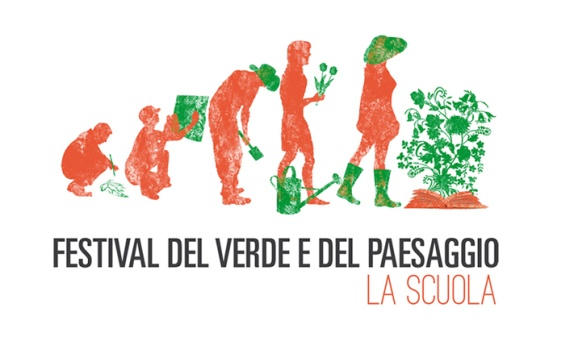 FESTIVAL DEL VERDE E DEL PAESAGGIO
LA SCUOLA